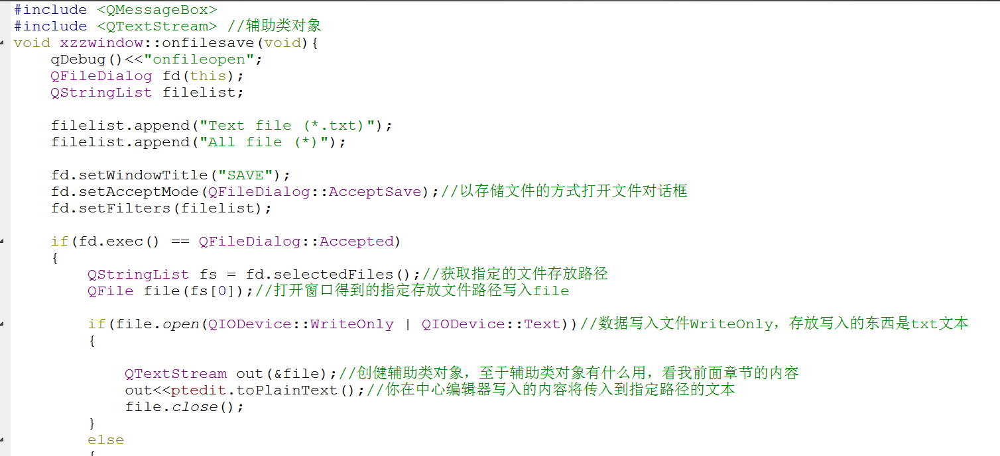 #include <QMessageBox>
#include <QTextStream> //辅助类对象
void xzzwindow::onfilesave(void){
    qDebug()<<"onfileopen";
    QFileDialog fd(this);
    QStringList filelist;

    filelist.append("Text file (*.txt)");
    filelist.append("All file (*)");

    fd.setWindowTitle("SAVE");
    fd.setAcceptMode(QFileDialog::AcceptSave);//以存储文件的方式打开文件对话框
    fd.setFilters(filelist);

    if(fd.exec() == QFileDialog::Accepted)
    {
        QStringList fs = fd.selectedFiles();//获取指定的文件存放路径
        QFile file(fs[0]);//打开窗口得到的指定存放文件路径写入file

        if(file.open(QIODevice::WriteOnly | QIODevice::Text))//数据写入文件WriteOnly，存放写入的东西是txt文本
        {

            QTextStream out(&file);//创健辅助类对象，至于辅助类对象有什么用，看我前面章节的内容
            out<<ptedit.toPlainText();//你在中心编辑器写入的内容将传入到指定路径的文本
            file.close();
        }
        else
        {